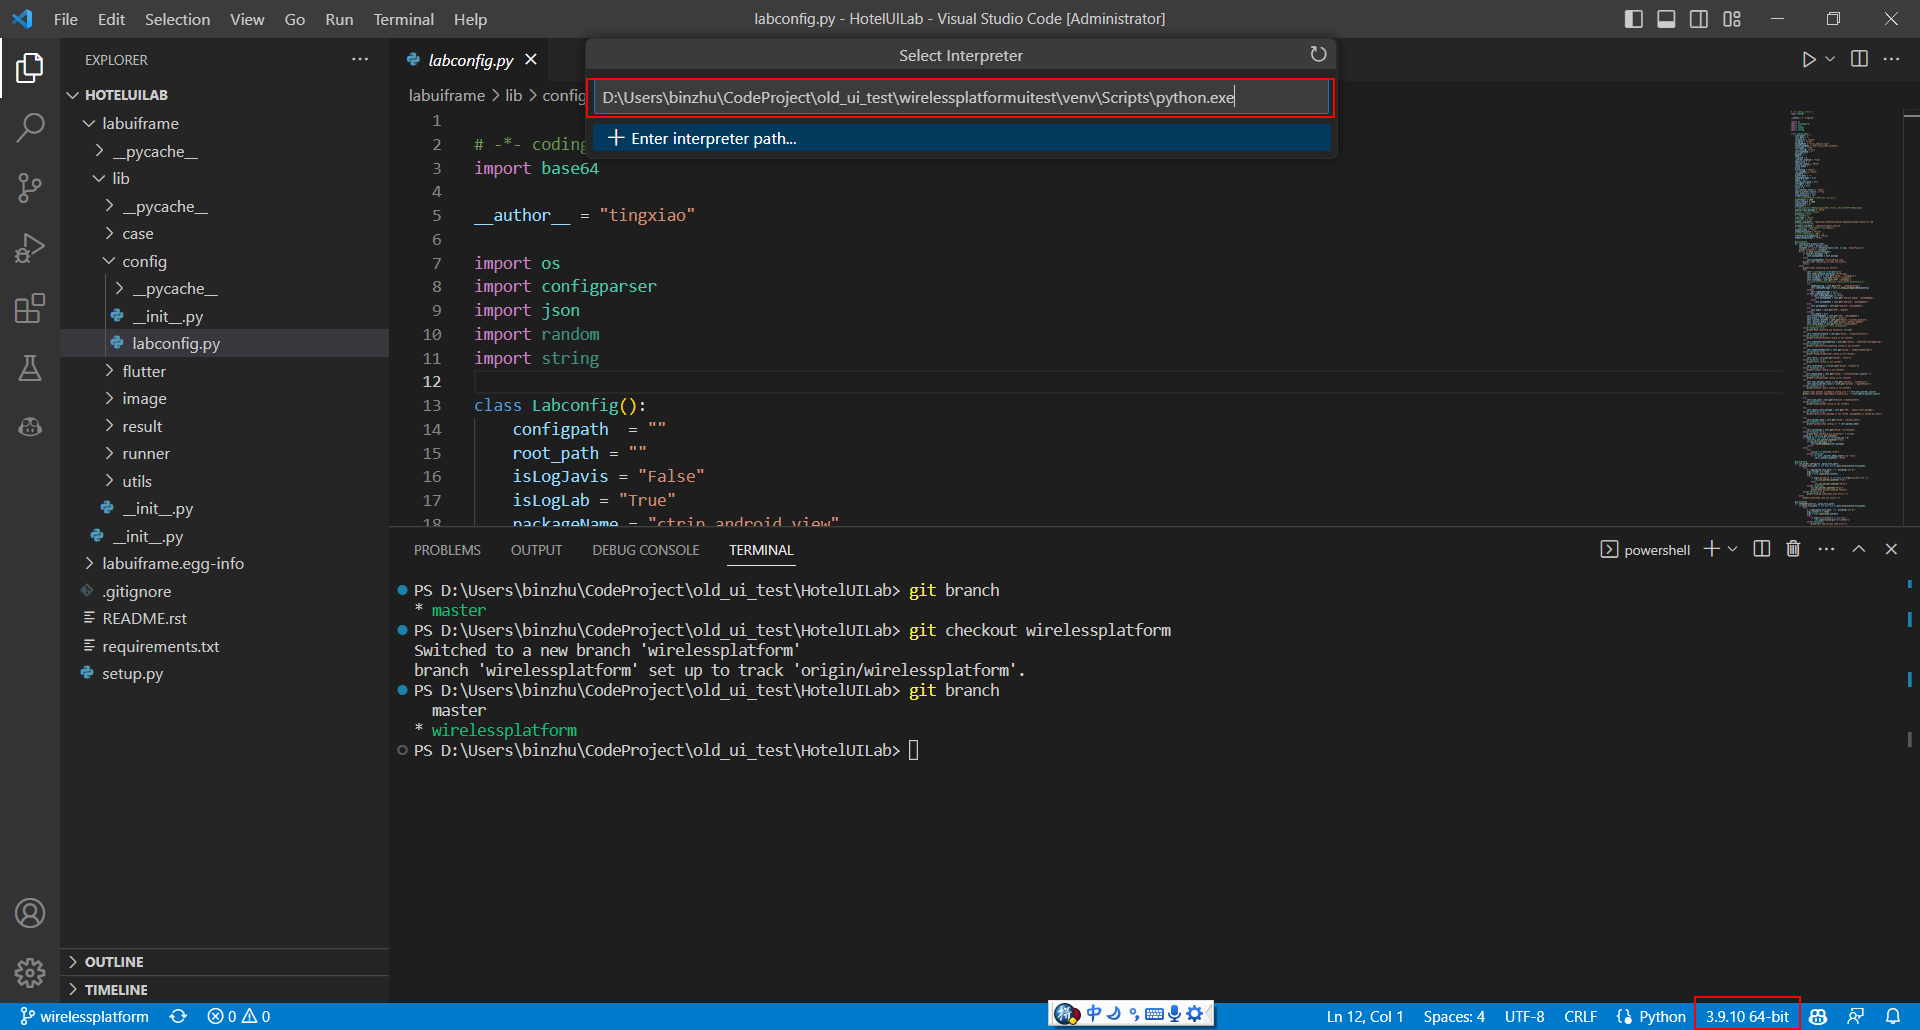 File Edit Selection View Go Run Terminal Help
labconfig.py - HotelUILab - Visual Studio Code [Administrator]
EXPLORER
HOTELUILAB
labuiframe
__pycache__
lib
__pycache__
case
config
__pycache__
__init__.py
labconfig.py
flutter
image
result
runner
utils
__init__.py
__init__.py
labuiframe.egg-info
.gitignore
README.rst
requirements.txt
setup.py
OUTLINE
TIMELINE
labconfig.py
labuiframe > lib > config
Select Interpreter
D:\Users\binzhu\CodeProject\old_ui_test\wirelessplatformuitest\venv\Scripts\python.exe
+ Enter interpreter path...
1
2 # -*- coding
3 import base64
4
5 __author__ = "tingxiao"
6
7 import os
8 import configparser
9 import json
10 import random
11 import string
12
13 class Labconfig():
14 configpath = ""
15 root_path = ""
16 isLogJavis = "False"
17 isLogLab = "True"
18 packageName = "ctrip.android.view"
PROBLEMS OUTPUT DEBUG CONSOLE TERMINAL
powershell
PS D:\Users\binzhu\CodeProject\old_ui_test\HotelUILab> git branch
* master
PS D:\Users\binzhu\CodeProject\old_ui_test\HotelUILab> git checkout wirelessplatform
Switched to a new branch 'wirelessplatform'
branch 'wirelessplatform' set up to track 'origin/wirelessplatform'.
PS D:\Users\binzhu\CodeProject\old_ui_test\HotelUILab> git branch
master
* wirelessplatform
PS D:\Users\binzhu\CodeProject\old_ui_test\HotelUILab>
wirelessplatform 0 0
中
Ln 12, Col 1 Spaces: 4 UTF-8 CRLF Python 3.9.10 64-bit